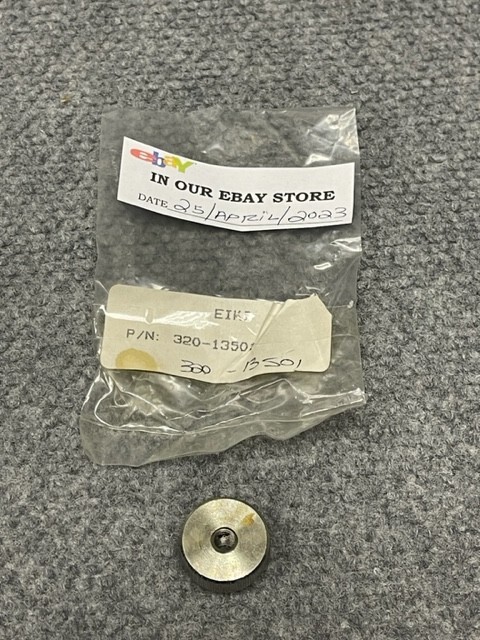 ebay
IN OUR EBAY STORE
DATE 25/APRIL/2023
EIKI
P/N: 320-13501
320 - 13501